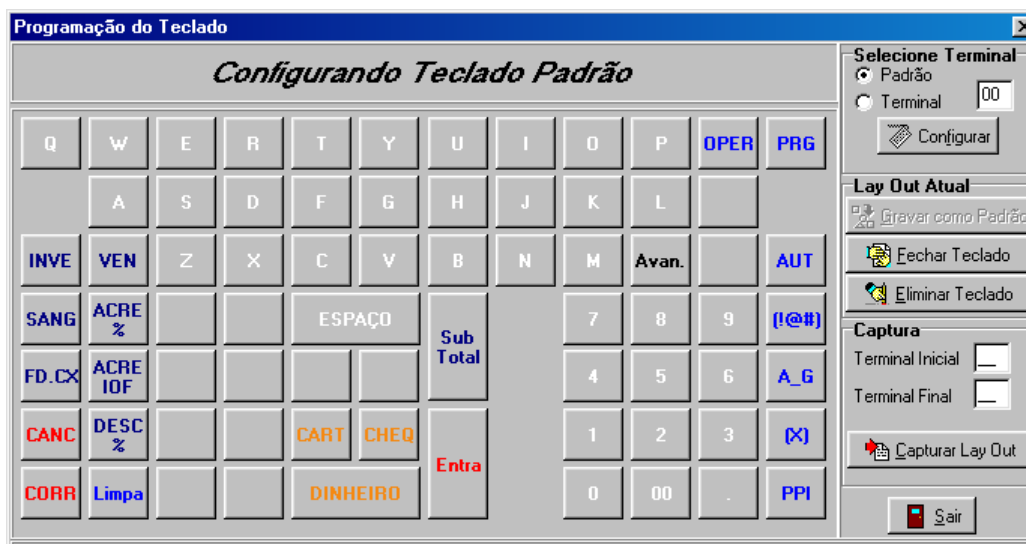 Programação do Teclado
Configurando Teclado Padrão
Q W E R T Y U I O P OPER PRG
A S D F G H J K L
INVE VEN Z X C V B N M Avan. AUT
SANG ACRE % ESPAÇO Sub Total 7 8 9 (!@#)
FD.CX ACRE IOF 4 5 6 A_G
CANC DESC % CART CHEQ Entra 1 2 3 (X)
CORR Limpa DINHEIRO 0 00 . PPI
Selecione Terminal
Padrão
Terminal 00
Configurar
Lay Out Atual
Gravar como Padrão
Fechar Teclado
Eliminar Teclado
Captura
Terminal Inicial __
Terminal Final __
Capturar Lay Out
Sair